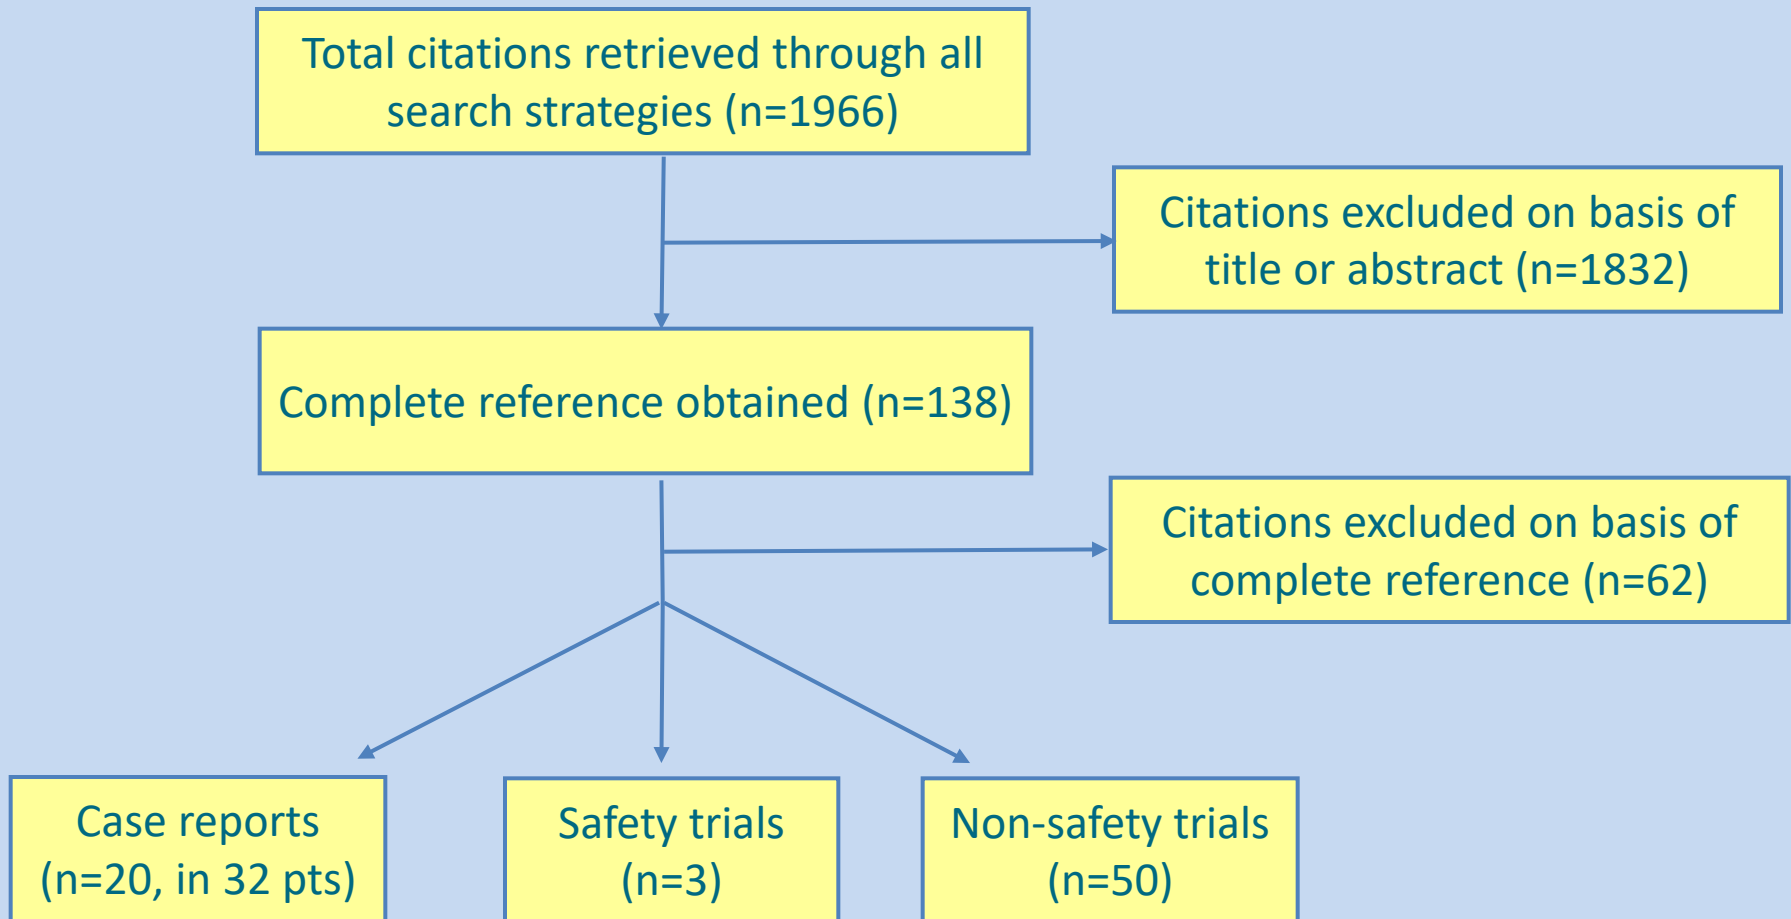 Total citations retrieved through all
search strategies (n=1966)
Citations excluded on basis of
title or abstract (n=1832)
Complete reference obtained (n=138)
Citations excluded on basis of
complete reference (n=62)
Case reports
(n=20, in 32 pts)
Safety trials
(n=3)
Non-safety trials
(n=50)